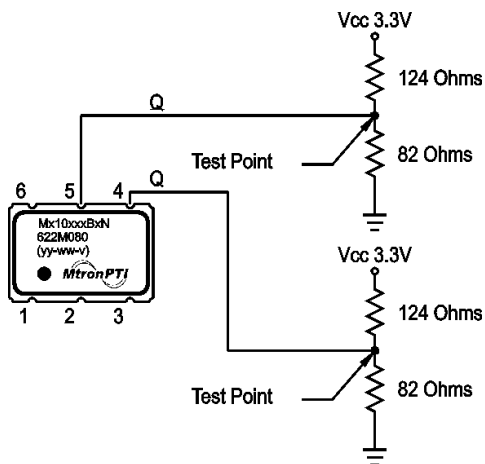 Vcc 3.3V
124 Ohms
Q
Test Point
82 Ohms
6 5 4
Q
Mx10xxxBxN
622M080
(yy-ww-v)
MtronPTI
Vcc 3.3V
1 2 3
124 Ohms
Test Point
82 Ohms